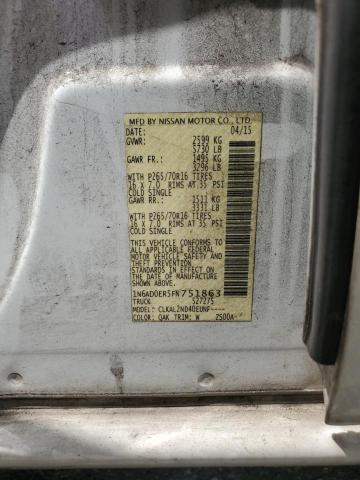 MFD BY NISSAN MOTOR CO., LTD.
DATE: 04/15
GVWR: 2599 KG
5730 LB
GAWR FR: 1495 KG
3296 LB
WITH P265/70R16 TIRES
16 X 7.0 RIMS AT 35 PSI
COLD SINGLE
GAWR RR: 1511 KG
3331 LB
WITH P265/70R16 TIRES
16 X 7.0 RIMS AT 35 PSI
COLD SINGLE
THIS VEHICLE CONFORMS TO ALL
APPLICABLE FEDERAL MOTOR
VEHICLE SAFETY STANDARDS
IN EFFECT ON THE
DATE OF MANUFACTURE
SHOWN ABOVE.
1N6AD0ER5FN751863
TRUCK 527275
MODEL: CLKAL2ND40EUNF----
COLOR: QAK TRIM: W 2S00A-